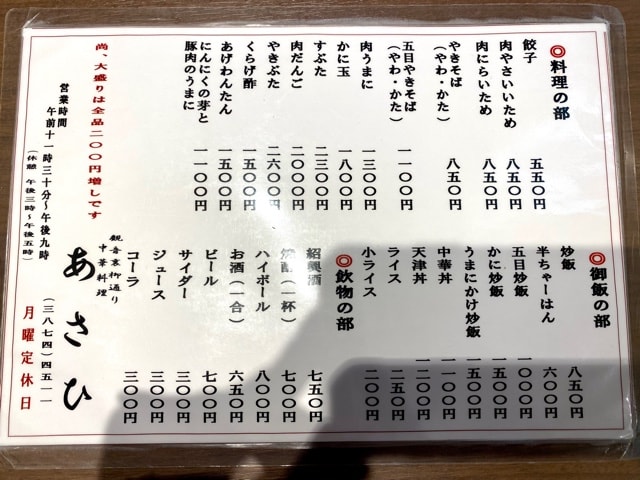 ◎料理の部
餃子 五五〇円
肉やさいいため 八五〇円
肉にらいため 八五〇円
やきそば 八五〇円
（やわ・かた）
五目やきそば 一一〇〇円
（やわ・かた）
肉うまに 一三〇〇円
かに玉 一八〇〇円
すぶた 二三〇〇円
肉だんご 二〇〇〇円
やきぶた 二六〇〇円
くらげ酢 一五〇〇円
あげわんたん 一五〇〇円
にんにくの芽と
豚肉のうまに 一一〇〇円
◎御飯の部
炒飯 八五〇円
半ちゃーはん 六〇〇円
五目炒飯 一〇〇〇円
かに炒飯 一五〇〇円
うまにかけ炒飯 一五〇〇円
中華丼 一一〇〇円
天津丼 一二〇〇円
ライス 二五〇円
小ライス 二〇〇円
◎飲物の部
紹興酒 七五〇円
焼酎（一杯） 七〇〇円
ハイボール 八〇〇円
お酒（一合） 六五〇円
ビール 七〇〇円
サイダー 三〇〇円
ジュース 三〇〇円
コーラ 三〇〇円
尚、大盛りは全品二〇〇円増しです
営業時間
午前十一時三十分～午後九時
（休憩 午後三時～午後五時）
観音裏柳通り
中華料理
あさひ
（三八七四）四五一一
月曜定休日